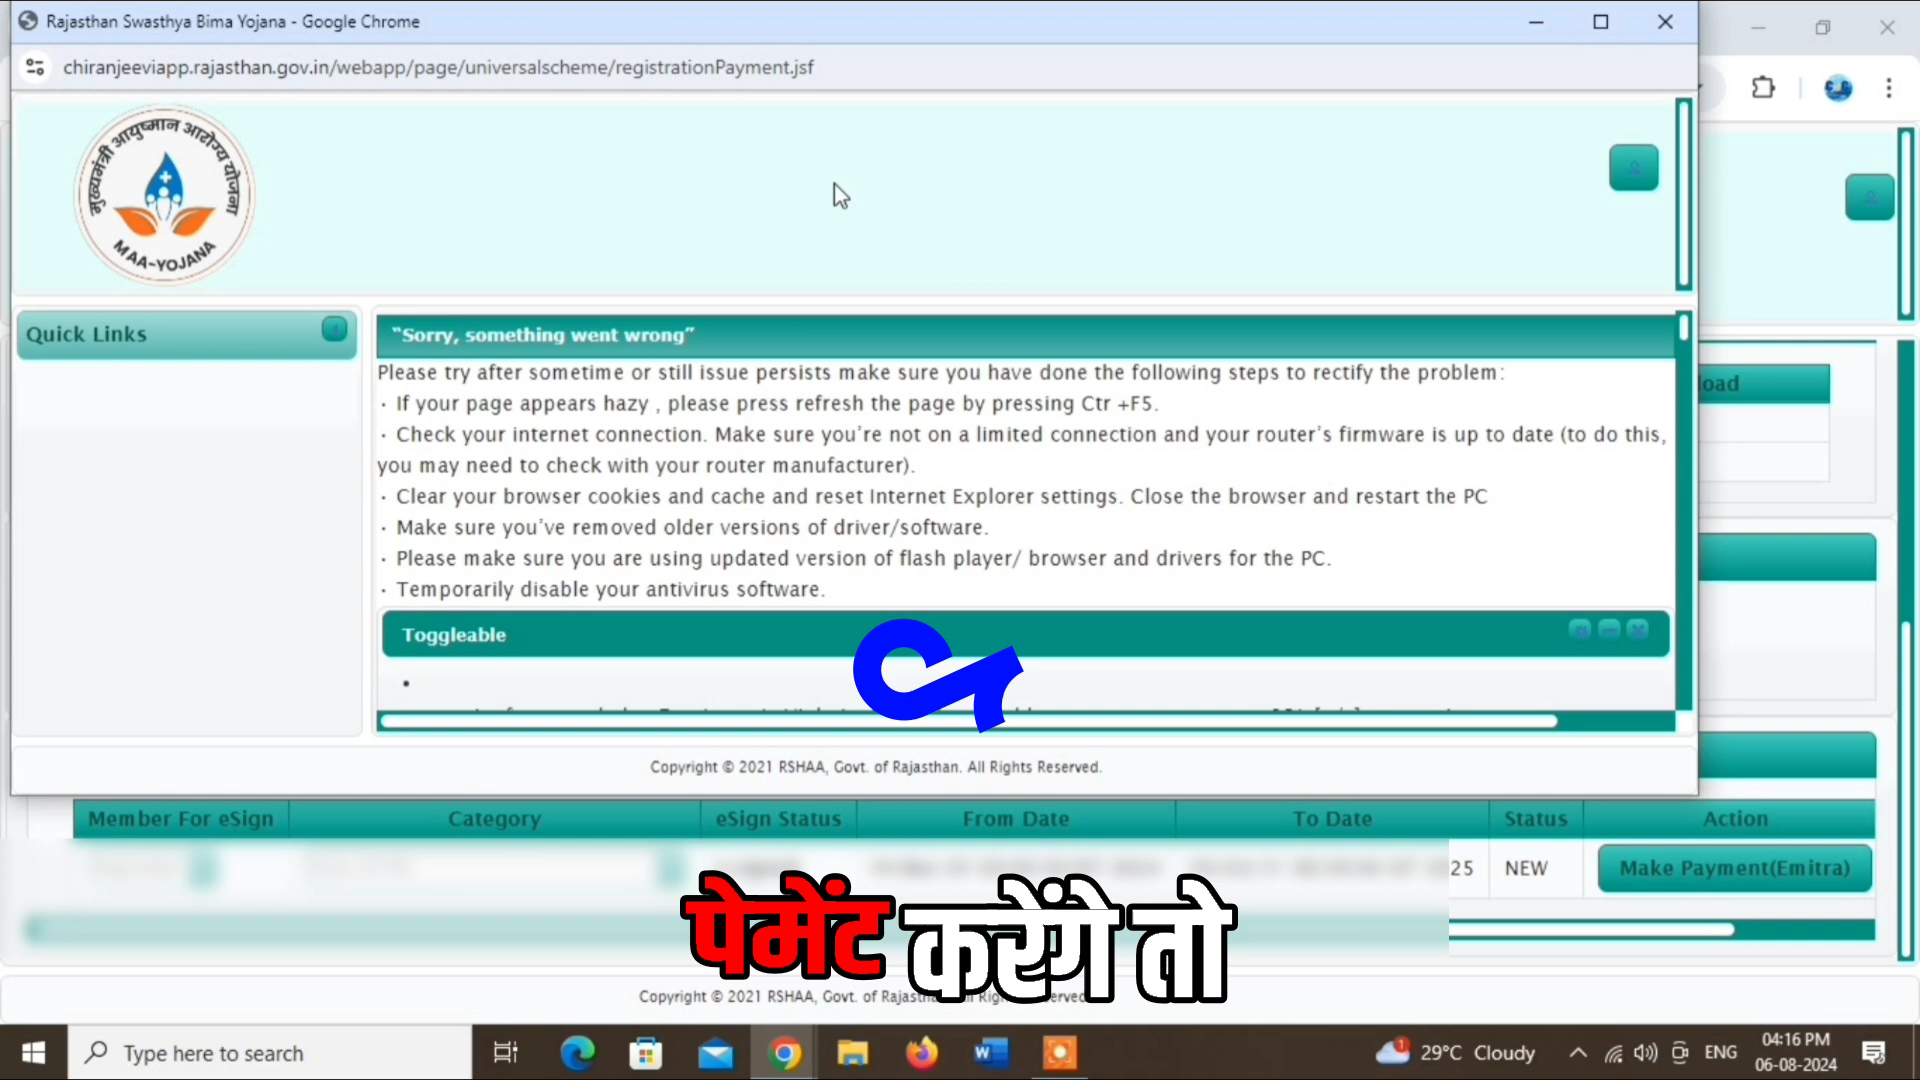 Rajasthan Swasthya Bima Yojana - Google Chrome
chiranjeeviapp.rajasthan.gov.in/webapp/page/universalscheme/registrationPayment.jsf
मुख्यमंत्री आयुष्मान आरोग्य योजना
MAA-YOJANA
Quick Links
"Sorry, something went wrong"
Please try after sometime or still issue persists make sure you have done the following steps to rectify the problem:
· If your page appears hazy , please press refresh the page by pressing Ctr +F5.
· Check your internet connection. Make sure you're not on a limited connection and your router's firmware is up to date (to do this,
you may need to check with your router manufacturer).
· Clear your browser cookies and cache and reset Internet Explorer settings. Close the browser and restart the PC
· Make sure you've removed older versions of driver/software.
· Please make sure you are using updated version of flash player/ browser and drivers for the PC.
· Temporarily disable your antivirus software.
Toggleable
Copyright © 2021 RSHAA, Govt. of Rajasthan. All Rights Reserved.
load
Member For eSign Category eSign Status From Date To Date Status Action
25 NEW Make Payment(Emitra)
पेमेंट करेंगे तो
Copyright © 2021 RSHAA, Govt. of
Type here to search
29°C Cloudy
ENG
04:16 PM
06-08-2024